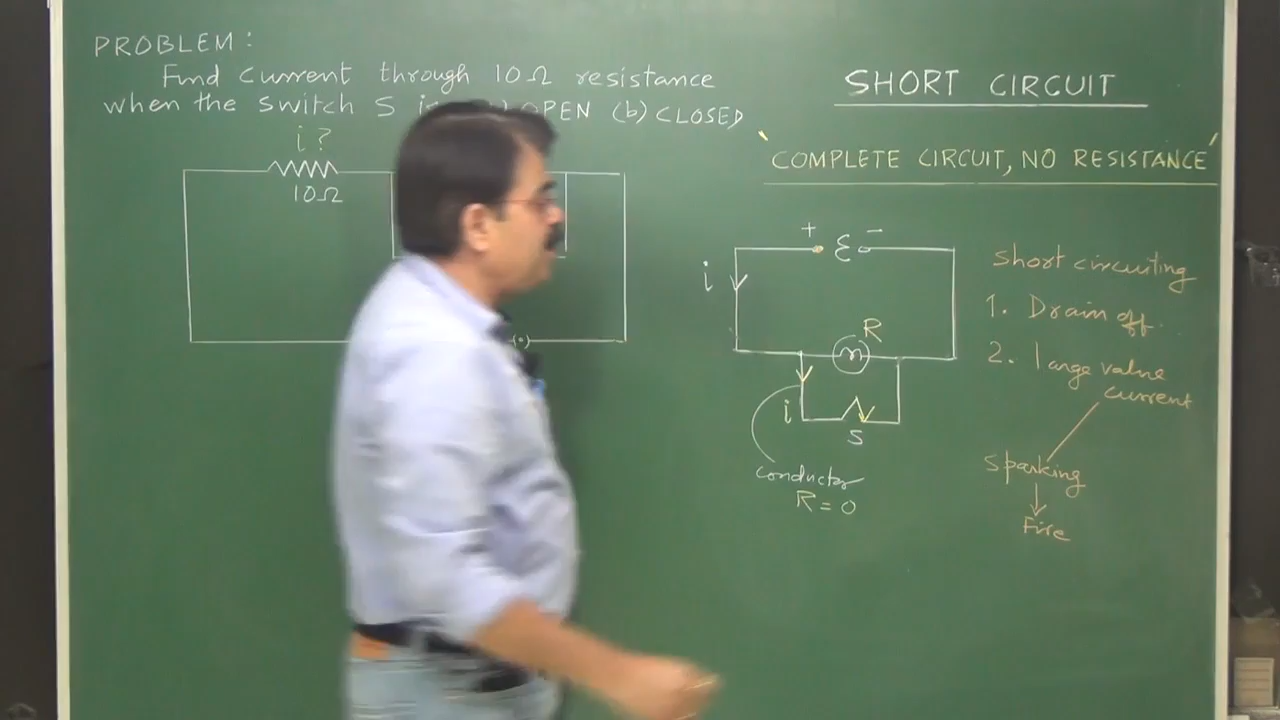 PROBLEM:
Find current through 10Ω resistance
when the switch S OPEN (b) CLOSED
i?
10Ω
SHORT CIRCUIT
'COMPLETE CIRCUIT, NO RESISTANCE'
+ ε -
i
R
i
S
conductor
R = 0
Short circuiting
1. Drain off
2. large value
current
Sparking
Fire